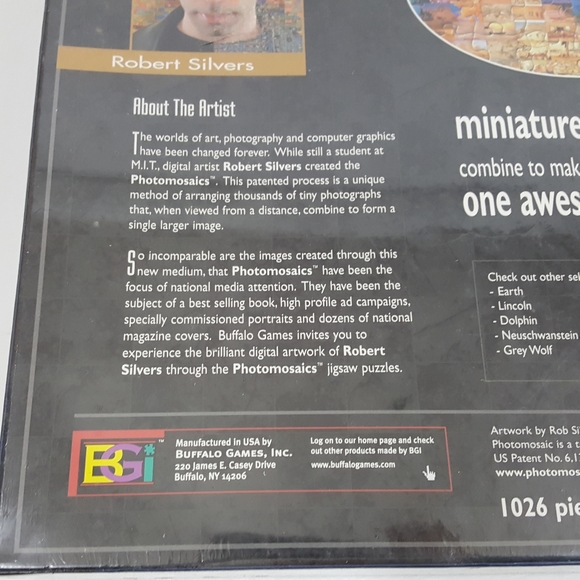 Robert Silvers
About The Artist
The worlds of art, photography and computer graphics
have been changed forever. While still a student at
M.I.T., digital artist Robert Silvers created the
Photomosaics™. This patented process is a unique
method of arranging thousands of tiny photographs
that, when viewed from a distance, combine to form a
single larger image.
So incomparable are the images created through this
new medium, that Photomosaics™ have been the
focus of national media attention. They have been the
subject of a best selling book, high profile ad campaigns,
specially commissioned portraits and dozens of national
magazine covers. Buffalo Games invites you to
experience the brilliant digital artwork of Robert
Silvers through the Photomosaics™ jigsaw puzzles.
miniature
combine to mak
one awes
Check out other sel
- Earth
- Lincoln
- Dolphin
- Neuschwanstein
- Grey Wolf
BGi™
Manufactured in USA by
BUFFALO GAMES, INC.
220 James E. Casey Drive
Buffalo, NY 14206
Log on to our home page and check
out other products made by BGI
www.buffalogames.com
Artwork by Rob Si
Photomosaic is a t
US Patent No. 6,1
www.photomos
1026 pie